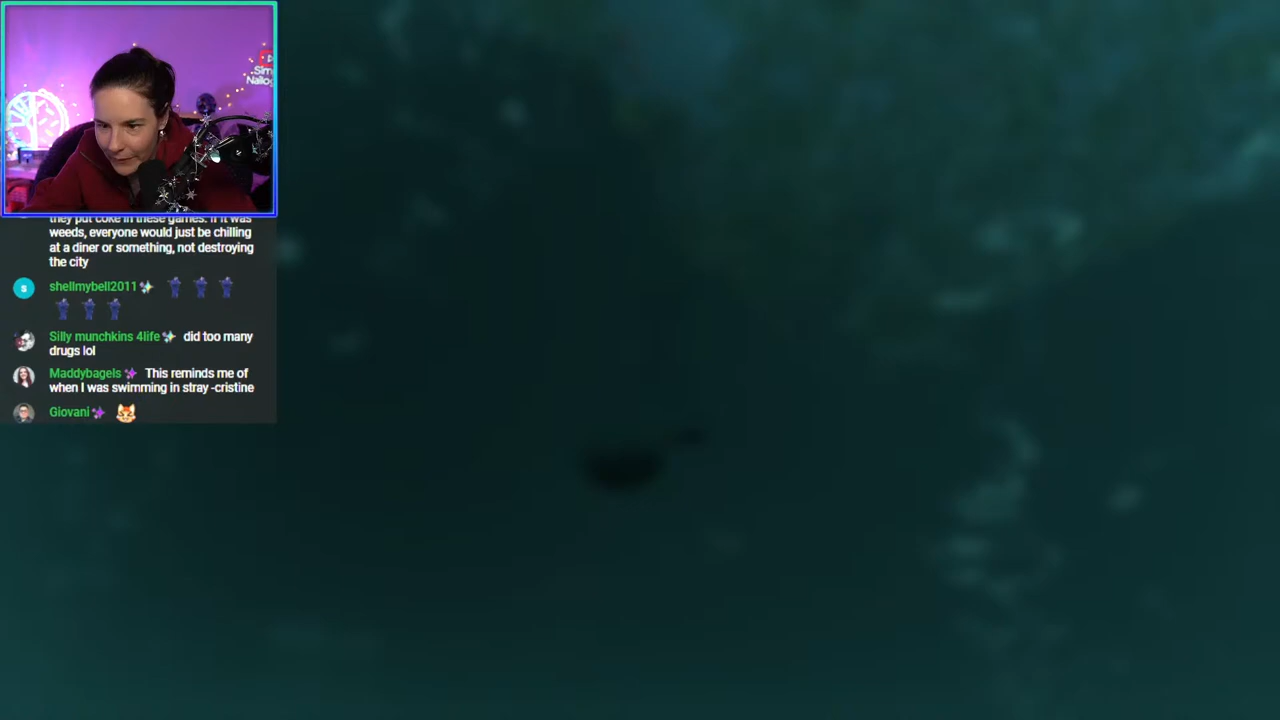 Sim
Nailog
they put coke in these games. If it was
weeds, everyone would just be chilling
at a diner or something, not destroying
the city
s shellmybell2011
Silly munchkins 4life did too many
drugs lol
Maddybagels This reminds me of
when I was swimming in stray -cristine
Giovani